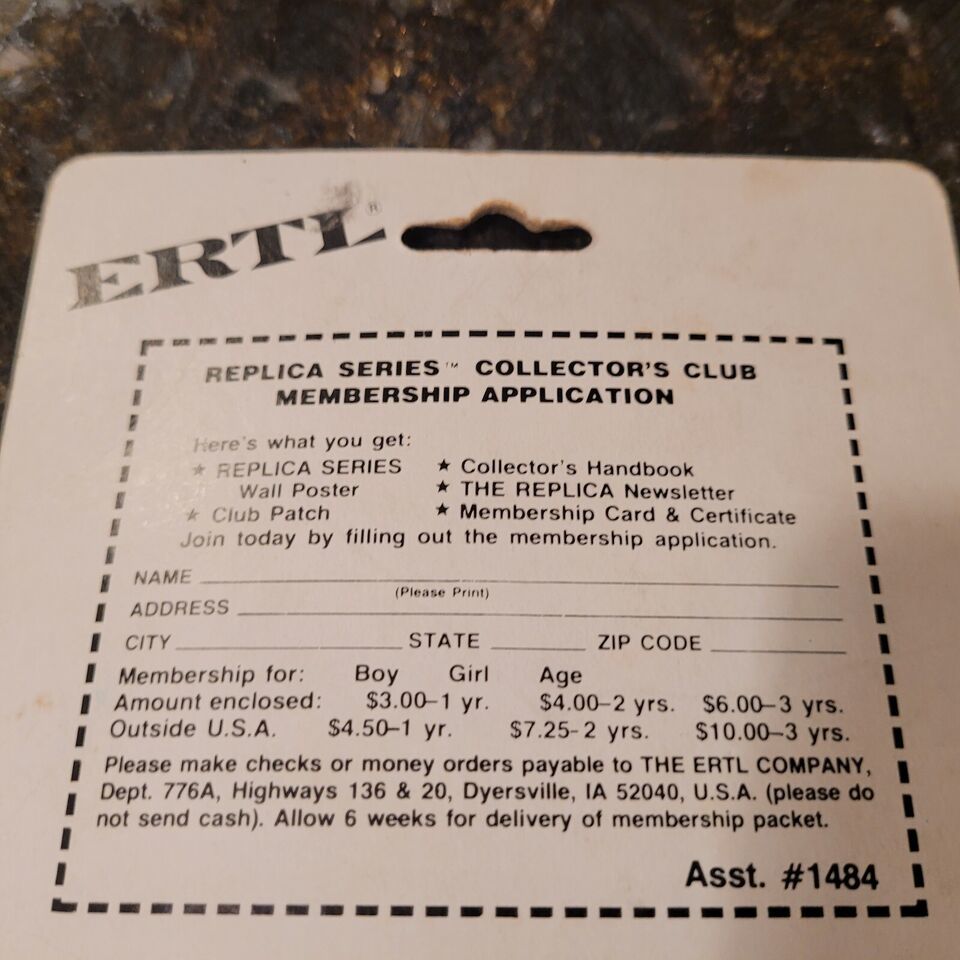 ERTL®
REPLICA SERIES™ COLLECTOR'S CLUB
MEMBERSHIP APPLICATION
Here's what you get:
★ REPLICA SERIES ★ Collector's Handbook
Wall Poster ★ THE REPLICA Newsletter
★ Club Patch ★ Membership Card & Certificate
Join today by filling out the membership application.
NAME
(Please Print)
ADDRESS
CITY STATE ZIP CODE
Membership for: Boy Girl Age
Amount enclosed: $3.00–1 yr. $4.00–2 yrs. $6.00–3 yrs.
Outside U.S.A. $4.50–1 yr. $7.25-2 yrs. $10.00–3 yrs.
Please make checks or money orders payable to THE ERTL COMPANY,
Dept. 776A, Highways 136 & 20, Dyersville, IA 52040, U.S.A. (please do
not send cash). Allow 6 weeks for delivery of membership packet.
Asst. #1484